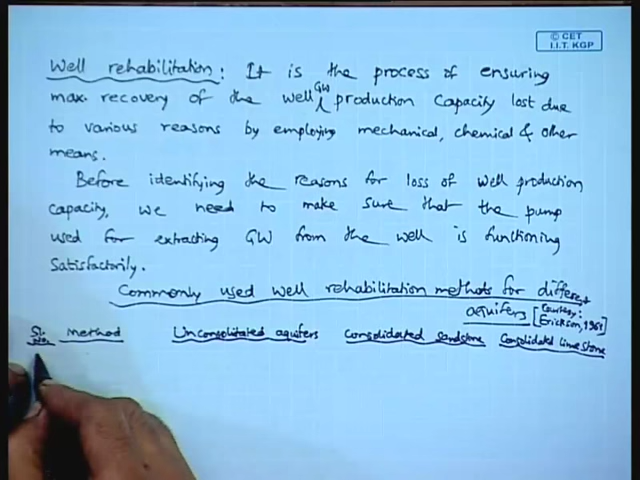 © CET
I.I.T. KGP
Well rehabilitation: It is the process of ensuring
max. recovery of the well GW production capacity lost due
to various reasons by employing mechanical, chemical & other
means.
Before identifying the reasons for loss of well production
capacity, we need to make sure that the pump
used for extracting GW from the well is functioning
satisfactorily.
Commonly used well rehabilitation methods for different
aquifers [Courtesy:
Erickson, 1961]
Sl. No. Method Unconsolidated aquifers Consolidated sandstone Consolidated limestone